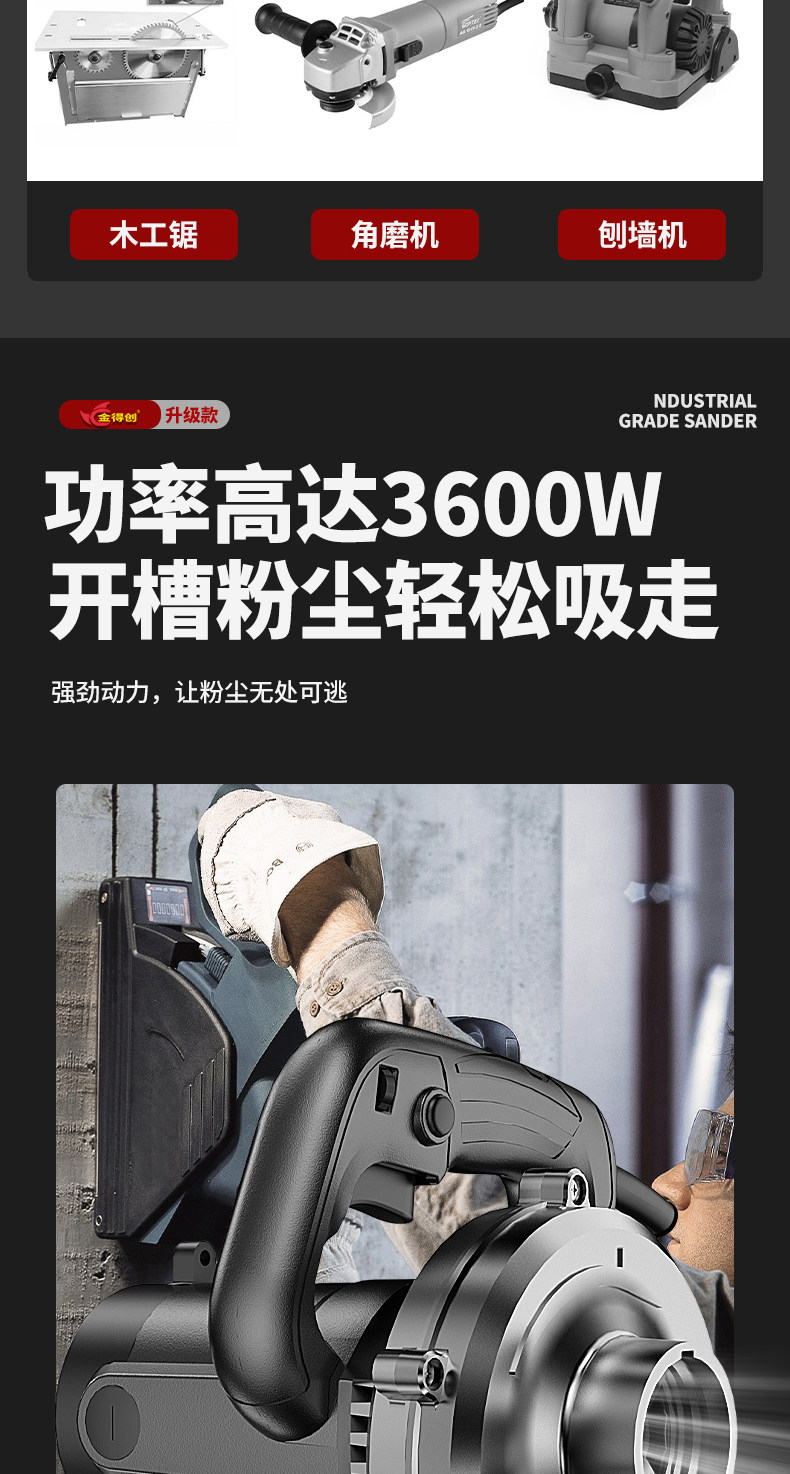 木工锯
角磨机
刨墙机
金得创
升级款
NDUSTRIAL
GRADE SANDER
功率高达3600W
开槽粉尘轻松吸走
强劲动力，让粉尘无处可逃